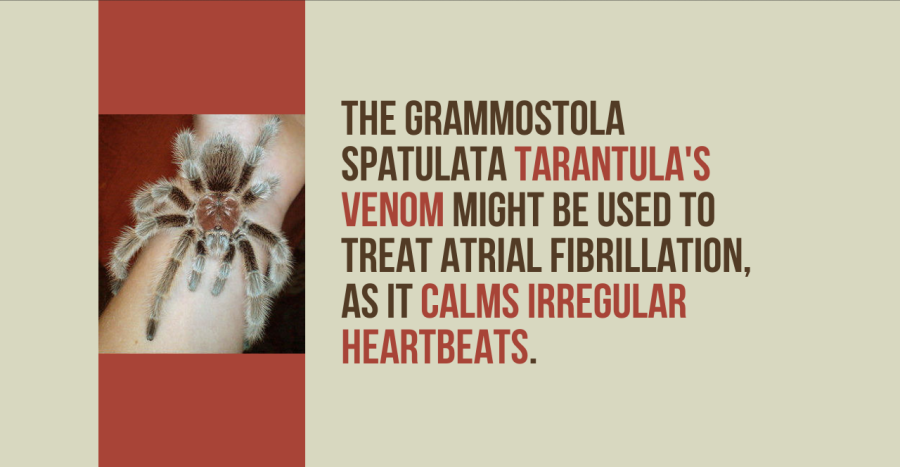 THE GRAMMOSTOLA
SPATULATA TARANTULA'S
VENOM MIGHT BE USED TO
TREAT ATRIAL FIBRILLATION,
AS IT CALMS IRREGULAR
HEARTBEATS.